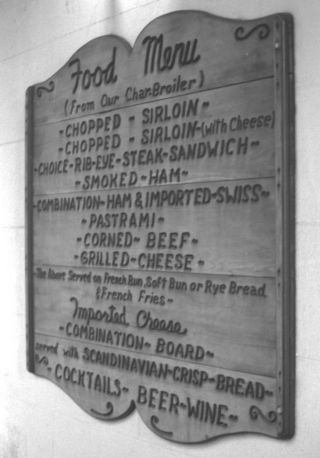 Food Menu
(From Our Char-Broiler)
-CHOPPED - SIRLOIN-
-CHOPPED - SIRLOIN-(with Cheese)
-CHOICE-RIB-EYE-STEAK-SANDWICH-
-SMOKED-HAM-
-COMBINATION-HAM & IMPORTED-SWISS-
-PASTRAMI-
-CORNED-BEEF-
-GRILLED-CHEESE-
The Above Served on French Bun, Soft Bun or Rye Bread
& French Fries-
Imported Cheese
-COMBINATION-BOARD-
served with SCANDINAVIAN-CRISP-BREAD-
-COCKTAILS-BEER-WINE-